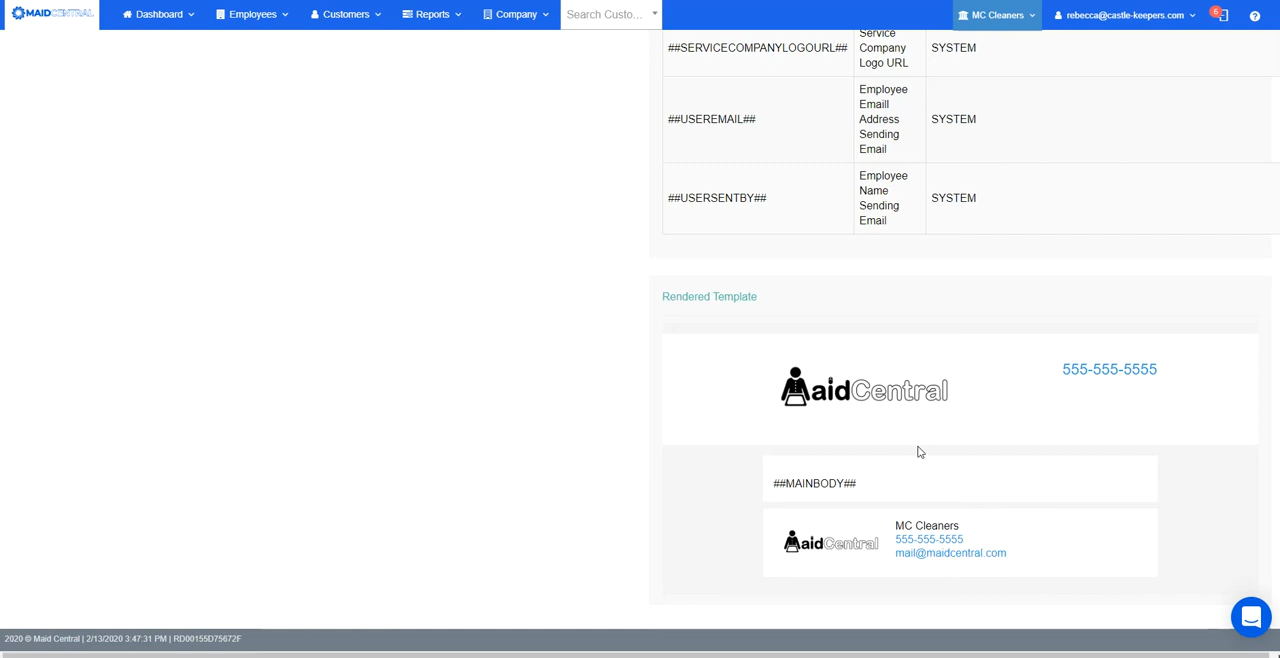 MAIDCENTRAL Dashboard Employees Customers Reports Company Search Custo... MC Cleaners rebecca@castle-keepers.com 6 ?
Service
##SERVICECOMPANYLOGOURL## Company SYSTEM
Logo URL
Employee
Emaill
##USEREMAIL## Address SYSTEM
Sending
Email
Employee
Name
##USERSENTBY## SYSTEM
Sending
Email
Rendered Template
555-555-5555
MaidCentral
##MAINBODY##
MC Cleaners
MaidCentral 555-555-5555
mail@maidcentral.com
2020 © Maid Central | 2/13/2020 3:47:31 PM | RD00155D75672F